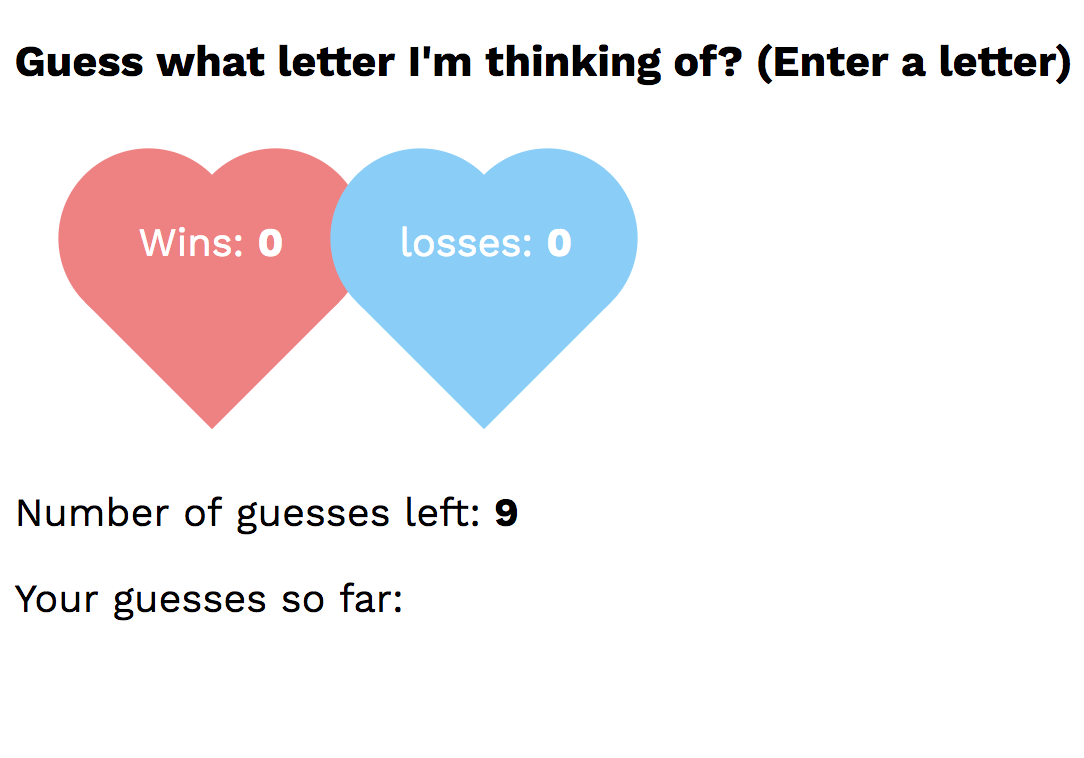 Guess what letter I'm thinking of? (Enter a letter)
Wins: 0
losses: 0
Number of guesses left: 9
Your guesses so far: